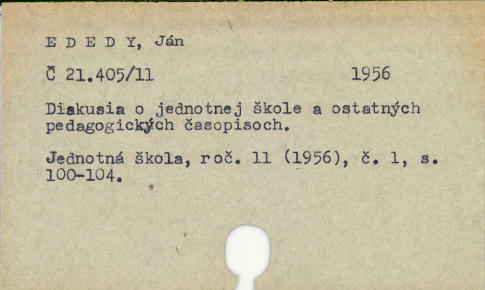 E D E D Y, Ján
Č 21.405/11 1956
Diskusia o jednotnej škole a ostatných
pedagogických časopisoch.
Jednotná škola, roč. 11 (1956), č. 1, s.
100-104.